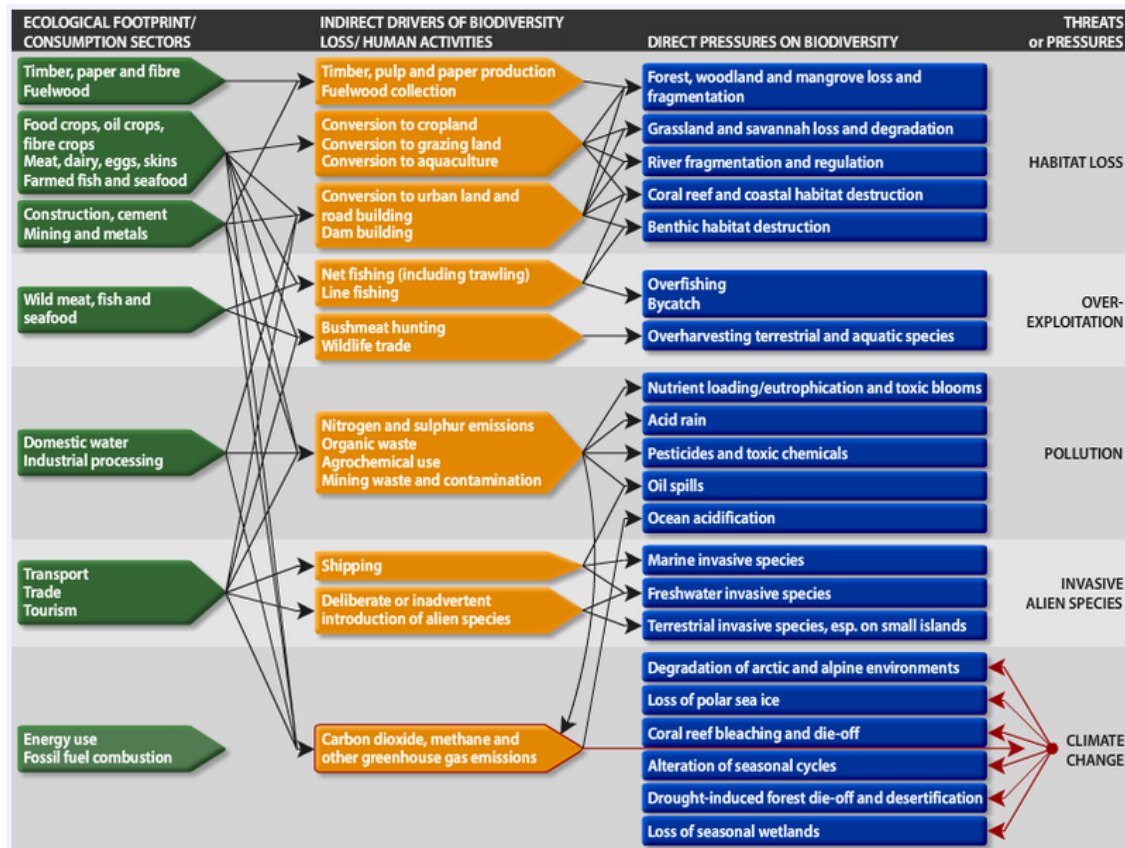 ECOLOGICAL FOOTPRINT/
CONSUMPTION SECTORS
INDIRECT DRIVERS OF BIODIVERSITY
LOSS/ HUMAN ACTIVITIES
DIRECT PRESSURES ON BIODIVERSITY
THREATS
or PRESSURES
Timber, paper and fibre
Fuelwood
Food crops, oil crops,
fibre crops
Meat, dairy, eggs, skins
Farmed fish and seafood
Construction, cement
Mining and metals
Timber, pulp and paper production
Fuelwood collection
Conversion to cropland
Conversion to grazing land
Conversion to aquaculture
Conversion to urban land and
road building
Dam building
Forest, woodland and mangrove loss and
fragmentation
Grassland and savannah loss and degradation
River fragmentation and regulation
Coral reef and coastal habitat destruction
Benthic habitat destruction
HABITAT LOSS
Wild meat, fish and
seafood
Net fishing (including trawling)
Line fishing
Bushmeat hunting
Wildlife trade
Overfishing
Bycatch
Overharvesting terrestrial and aquatic species
OVER-
EXPLOITATION
Domestic water
Industrial processing
Nitrogen and sulphur emissions
Organic waste
Agrochemical use
Mining waste and contamination
Nutrient loading/eutrophication and toxic blooms
Acid rain
Pesticides and toxic chemicals
Oil spills
Ocean acidification
POLLUTION
Transport
Trade
Tourism
Shipping
Deliberate or inadvertent
introduction of alien species
Marine invasive species
Freshwater invasive species
Terrestrial invasive species, esp. on small islands
INVASIVE
ALIEN SPECIES
Energy use
Fossil fuel combustion
Carbon dioxide, methane and
other greenhouse gas emissions
Degradation of arctic and alpine environments
Loss of polar sea ice
Coral reef bleaching and die-off
Alteration of seasonal cycles
Drought-induced forest die-off and desertification
Loss of seasonal wetlands
CLIMATE
CHANGE